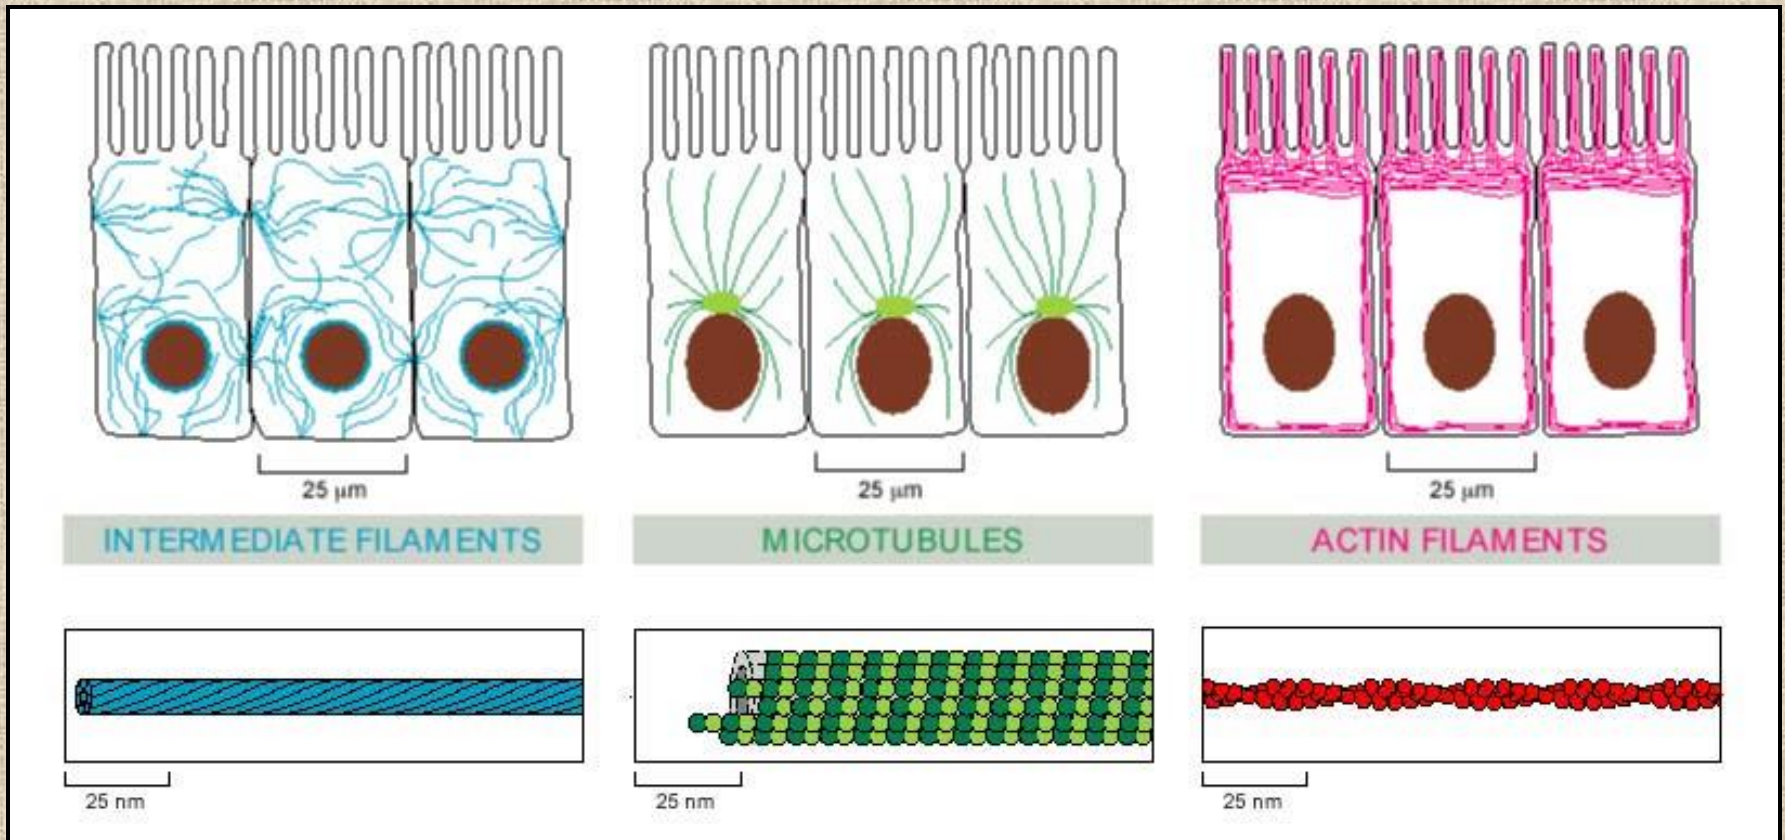 25 μm
25 μm
25 μm
INTERMEDIATE FILAMENTS
MICROTUBULES
ACTIN FILAMENTS
25 nm
25 nm
25 nm